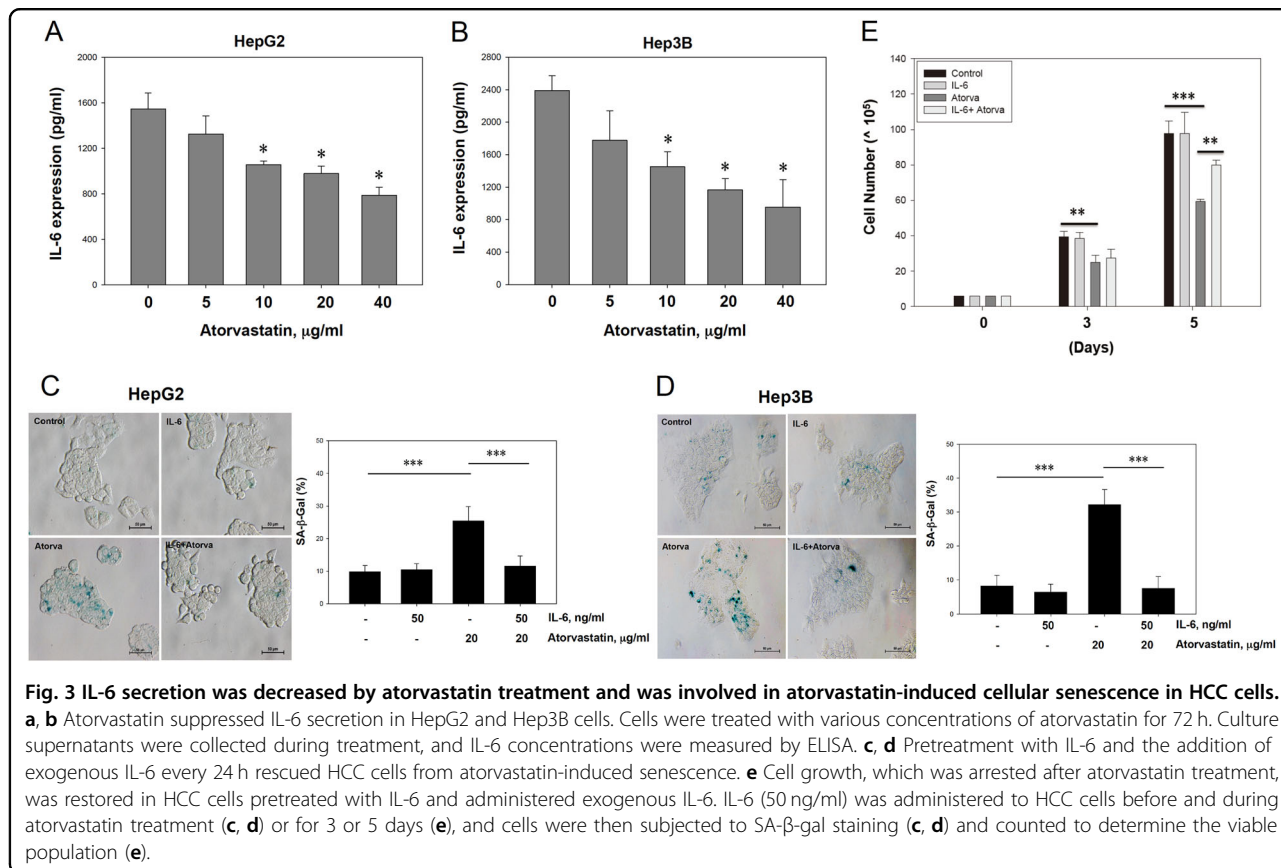 A
HepG2
IL-6 expression (pg/ml)
2000
1600
1200
800
400
0
*
*
*
0 5 10 20 40
Atorvastatin, μg/ml
B
Hep3B
IL-6 expression (pg/ml)
2800
2400
2000
1600
1200
800
400
0
*
*
*
0 5 10 20 40
Atorvastatin, μg/ml
E
Cell Number (^ 10⁵)
140
120
100
80
60
40
20
0
Control
IL-6
Atorva
IL-6+ Atorva
**
***
**
0 3 5
(Days)
C
HepG2
Control
IL-6
Atorva
IL-6+Atorva
SA-β-Gal (%)
50
40
30
20
10
0
***
***
- 50 - 50 IL-6, ng/ml
- - 20 20 Atorvastatin, μg/ml
D
Hep3B
Control
IL-6
Atorva
IL-6+Atorva
SA-β-Gal (%)
50
40
30
20
10
0
***
***
- 50 - 50 IL-6, ng/ml
- - 20 20 Atorvastatin, μg/ml
Fig. 3 IL-6 secretion was decreased by atorvastatin treatment and was involved in atorvastatin-induced cellular senescence in HCC cells.
a, b Atorvastatin suppressed IL-6 secretion in HepG2 and Hep3B cells. Cells were treated with various concentrations of atorvastatin for 72 h. Culture
supernatants were collected during treatment, and IL-6 concentrations were measured by ELISA. c, d Pretreatment with IL-6 and the addition of
exogenous IL-6 every 24 h rescued HCC cells from atorvastatin-induced senescence. e Cell growth, which was arrested after atorvastatin treatment,
was restored in HCC cells pretreated with IL-6 and administered exogenous IL-6. IL-6 (50 ng/ml) was administered to HCC cells before and during
atorvastatin treatment (c, d) or for 3 or 5 days (e), and cells were then subjected to SA-β-gal staining (c, d) and counted to determine the viable
population (e).